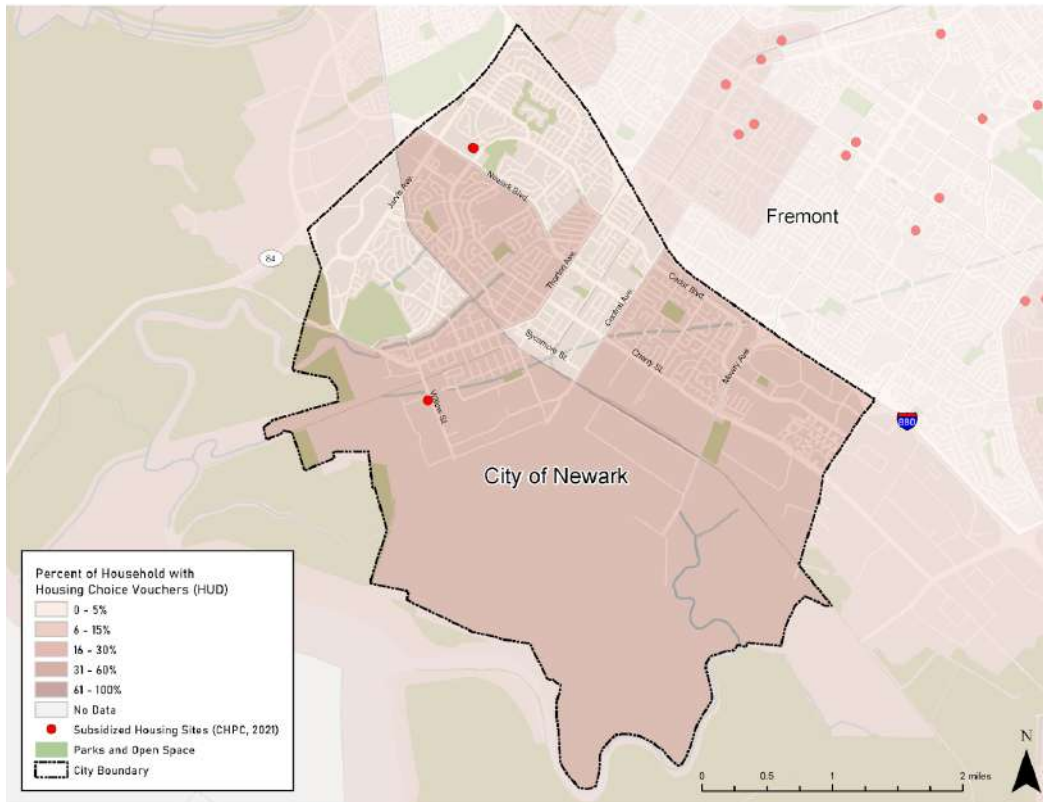 Fremont
Newark Blvd.
Jarvis Ave.
84
Thorton Ave.
Cedar Blvd.
Central Ave.
Sycamore St.
Cherry St.
Mowry Ave.
Willow St.
880
City of Newark
Percent of Household with
Housing Choice Vouchers (HUD)
0 - 5%
6 - 15%
16 - 30%
31 - 60%
61 - 100%
No Data
Subsidized Housing Sites (CHPC, 2021)
Parks and Open Space
City Boundary
N
0 0.5 1 2 miles